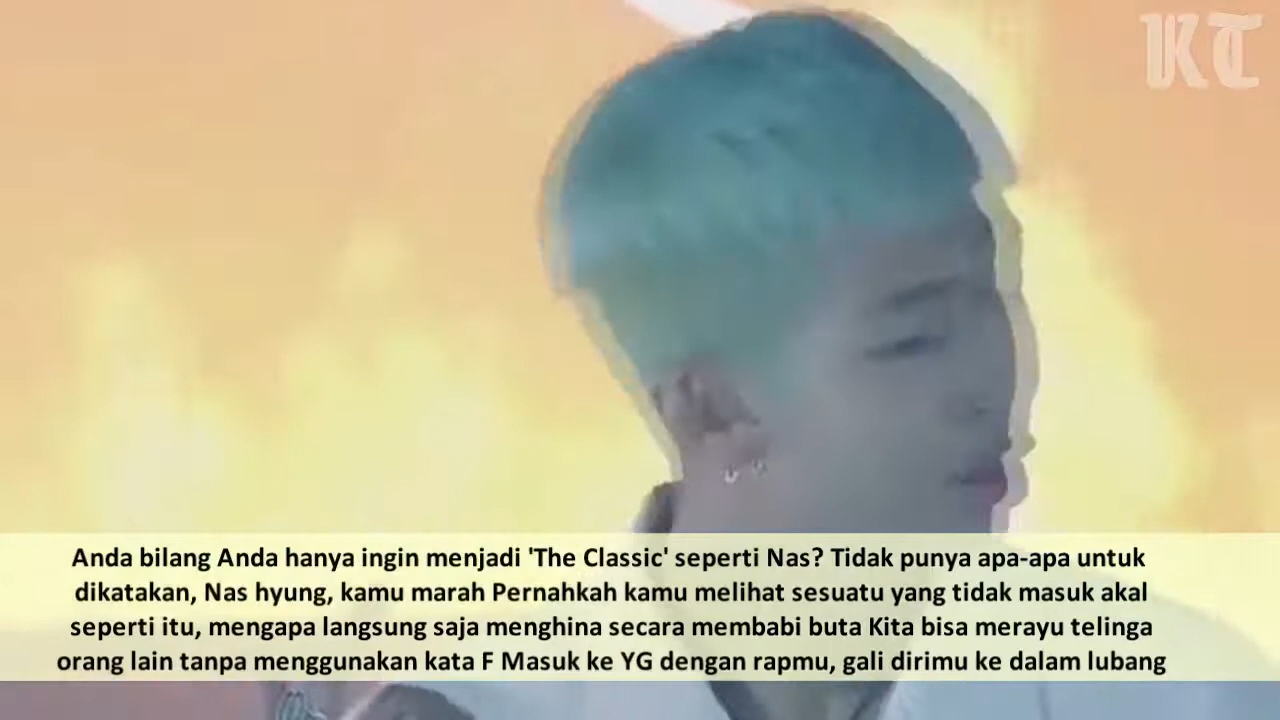 KT
Anda bilang Anda hanya ingin menjadi 'The Classic' seperti Nas? Tidak punya apa-apa untuk
dikatakan, Nas hyung, kamu marah Pernahkah kamu melihat sesuatu yang tidak masuk akal
seperti itu, mengapa langsung saja menghina secara membabi buta Kita bisa merayu telinga
orang lain tanpa menggunakan kata F Masuk ke YG dengan rapmu, gali dirimu ke dalam lubang